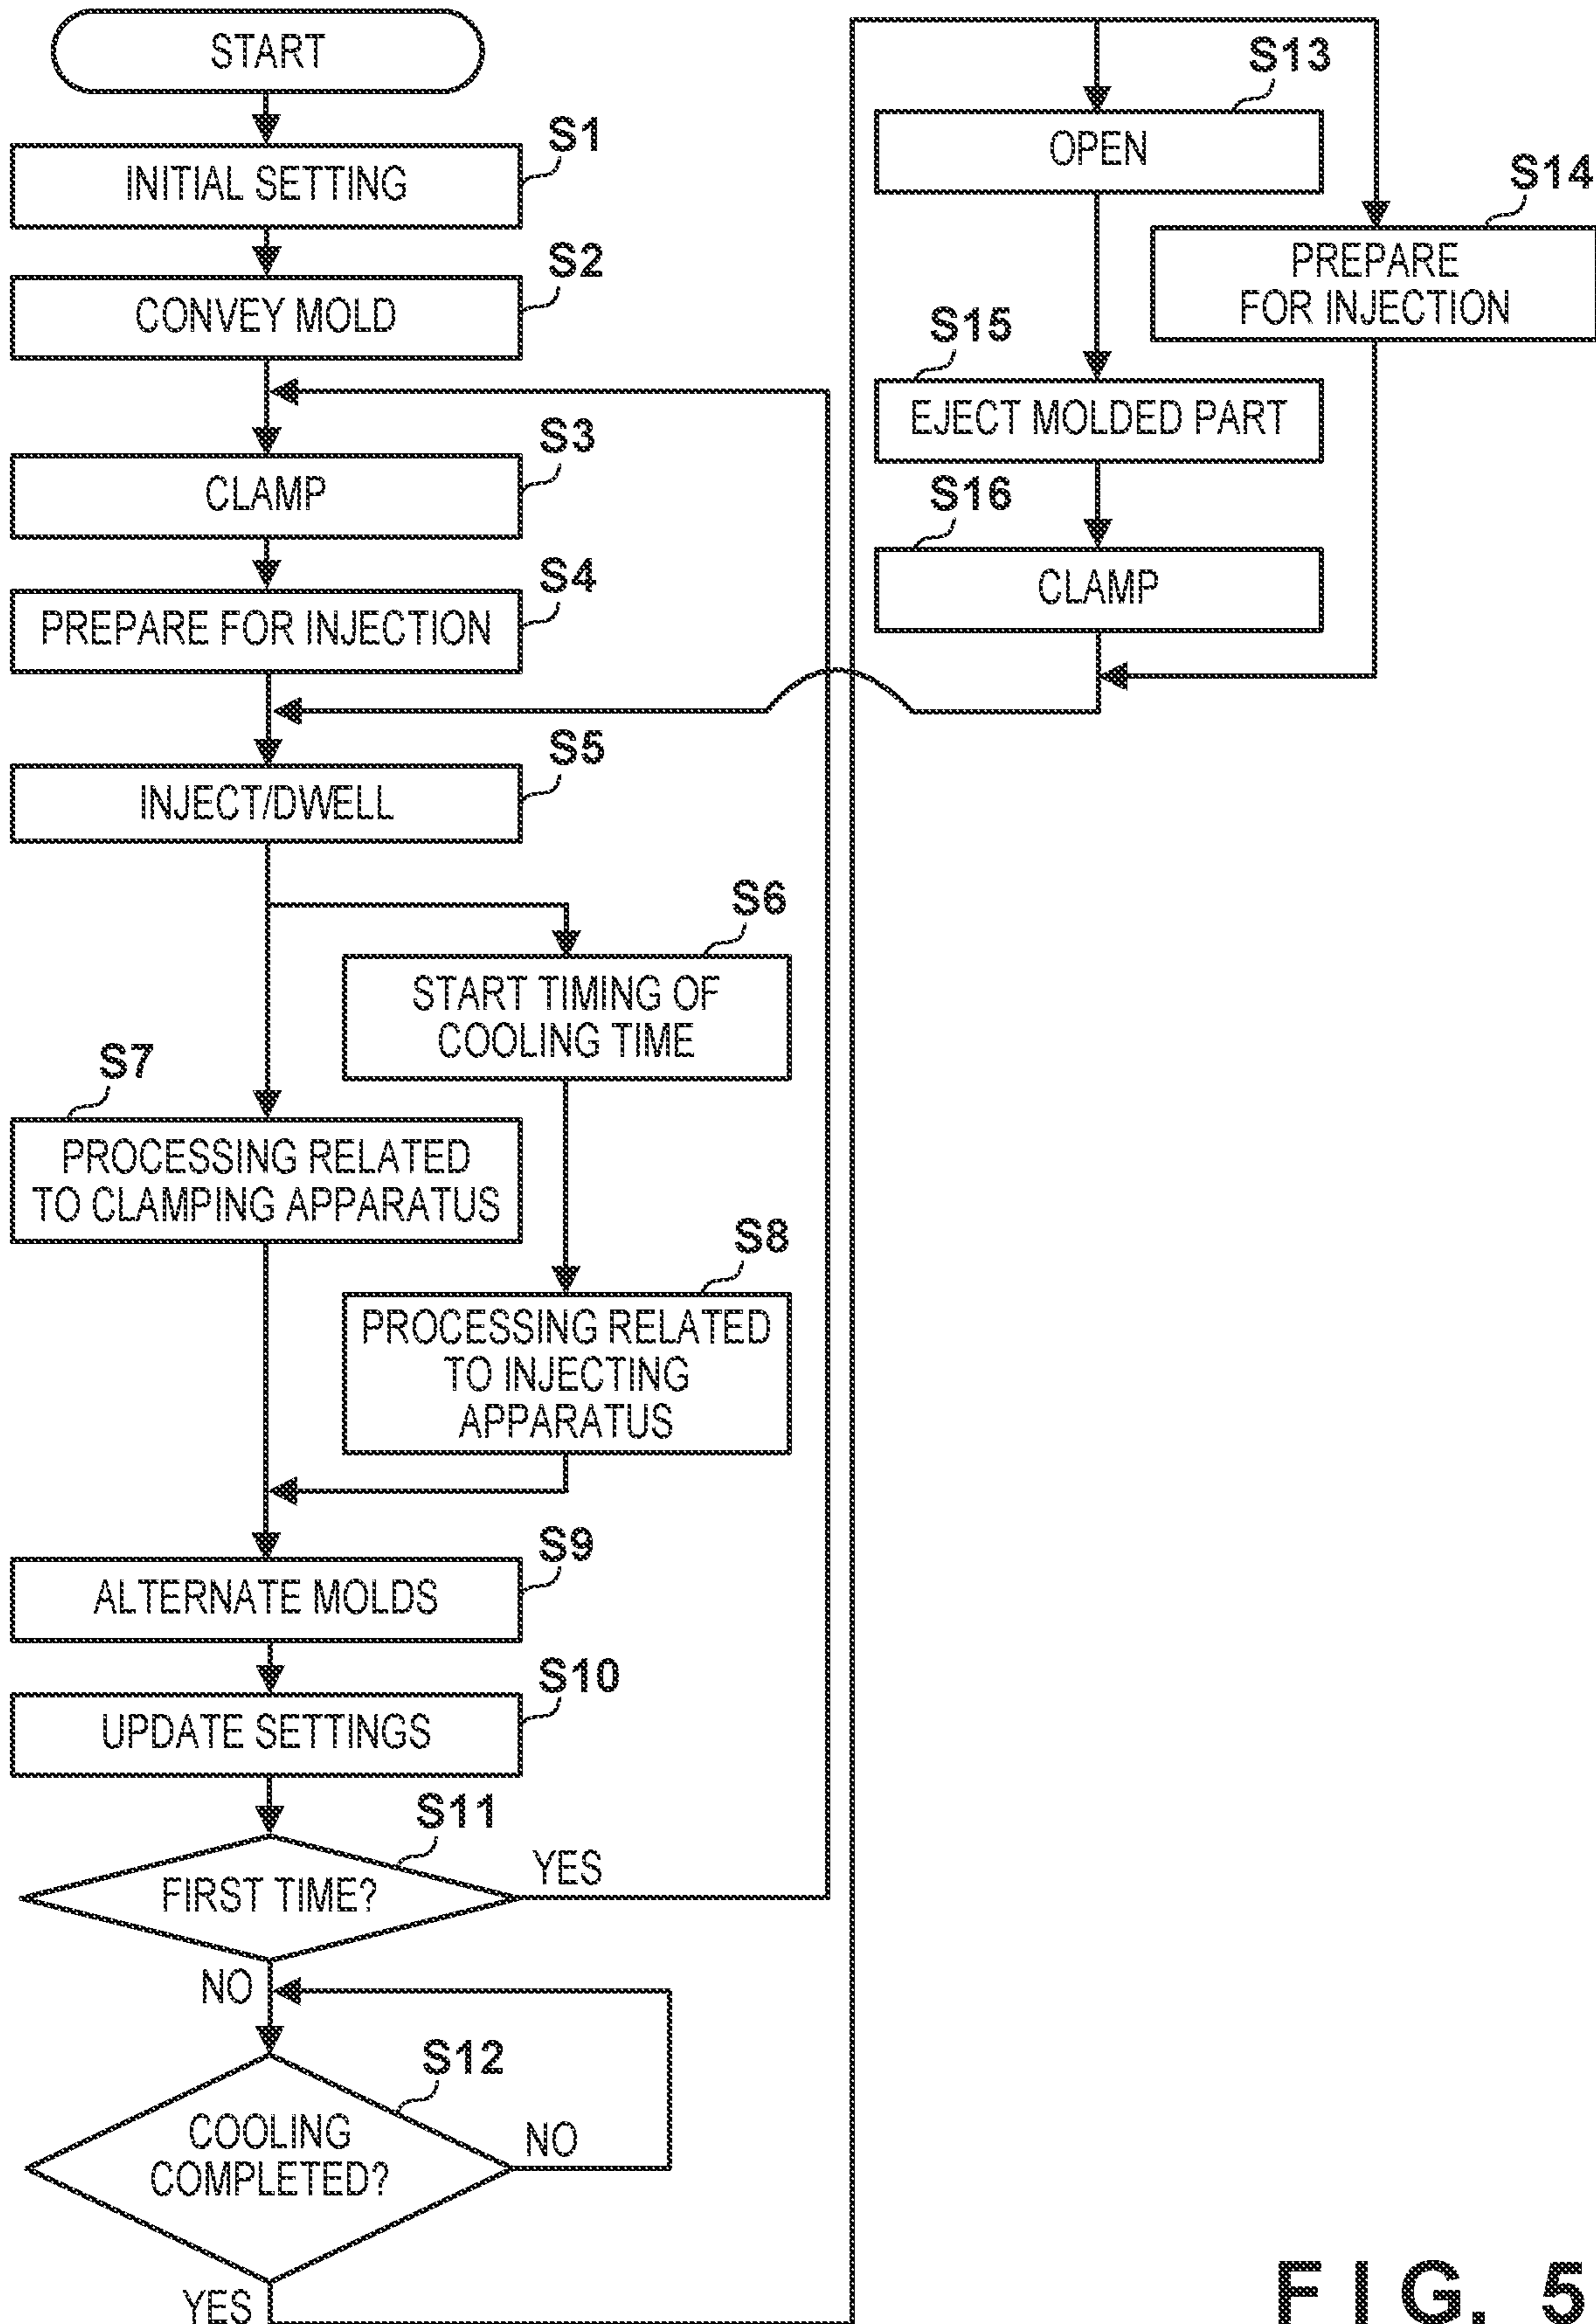 START
S1
INITIAL SETTING
S2
CONVEY MOLD
S3
CLAMP
S4
PREPARE FOR INJECTION
S5
INJECT/DWELL
S6
START TIMING OF
COOLING TIME
S7
PROCESSING RELATED
TO CLAMPING APPARATUS
S8
PROCESSING RELATED
TO INJECTING
APPARATUS
S9
ALTERNATE MOLDS
S10
UPDATE SETTINGS
S11
FIRST TIME?
YES
NO
S12
COOLING
COMPLETED?
NO
YES
S13
OPEN
S14
PREPARE
FOR INJECTION
S15
EJECT MOLDED PART
S16
CLAMP
FIG. 5